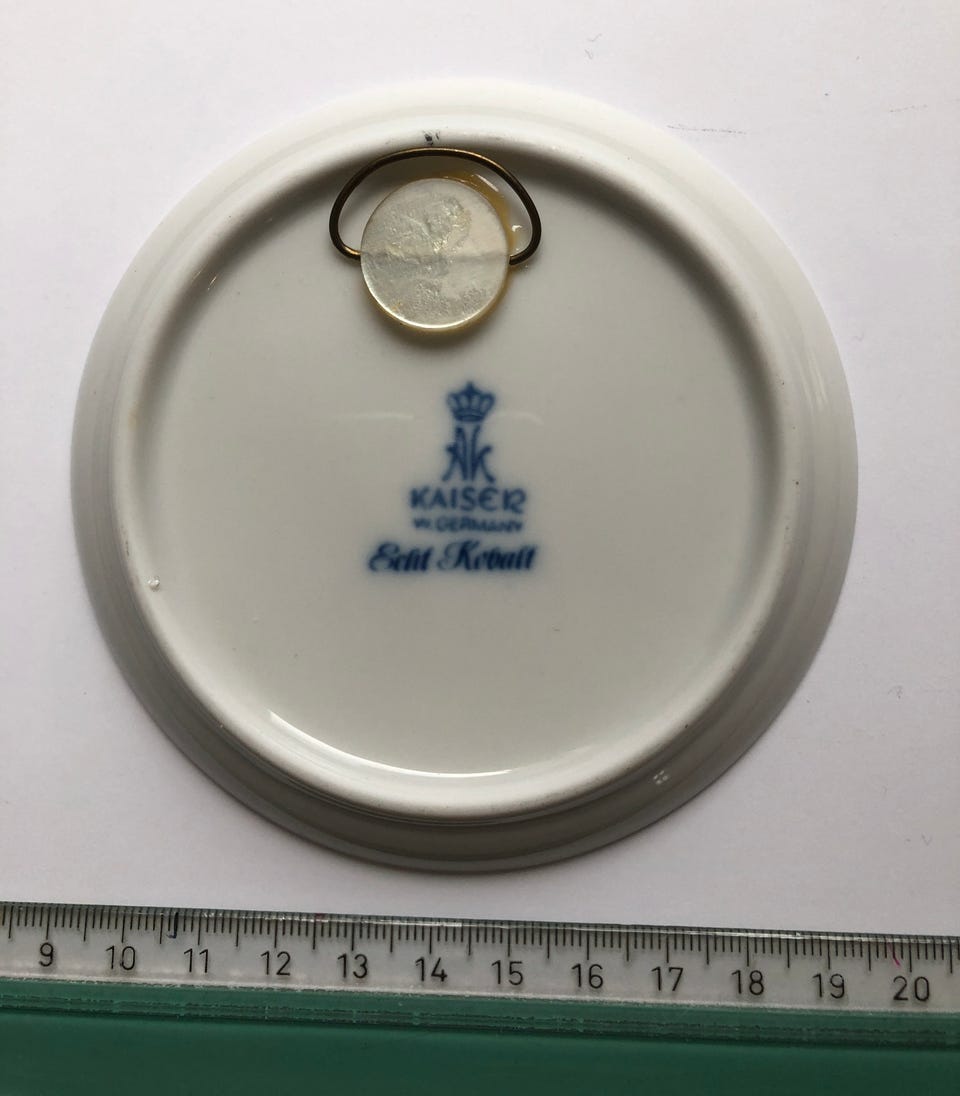 AK
KAISER
W. GERMANY
Echt Kobalt
9 10 11 12 13 14 15 16 17 18 19 20